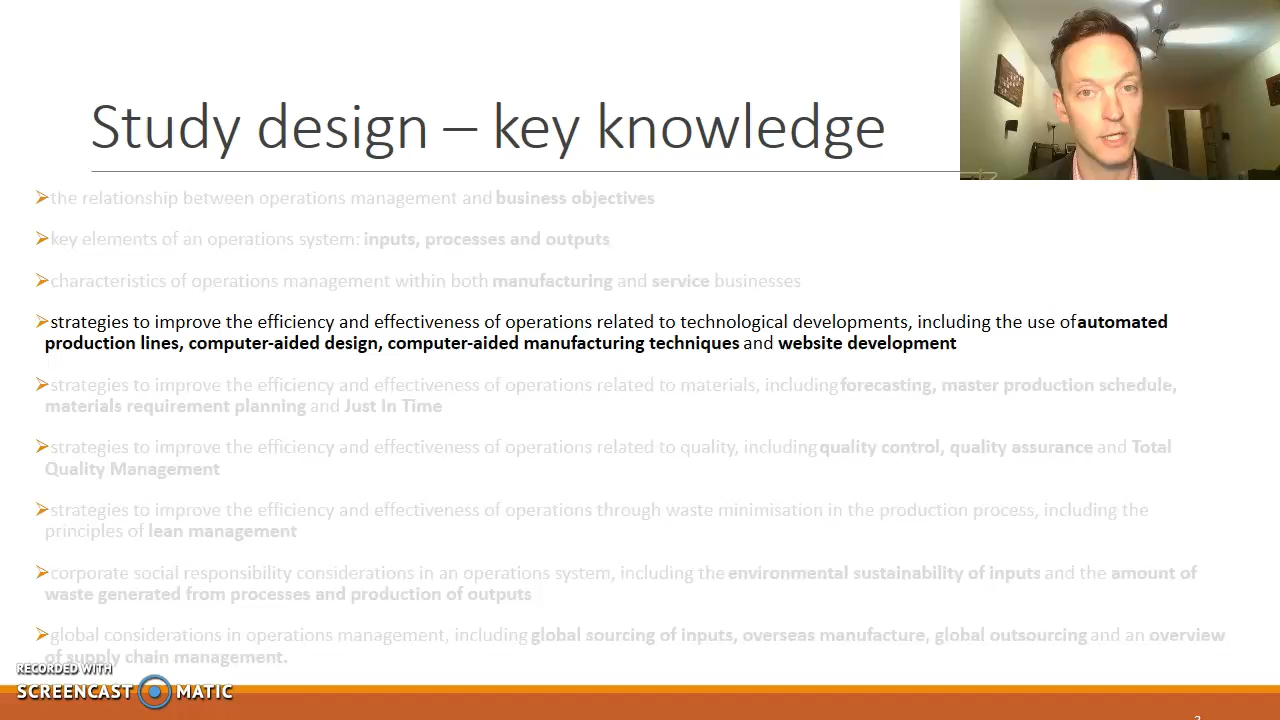 Study design – key knowledge
the relationship between operations management and business objectives
key elements of an operations system: inputs, processes and outputs
characteristics of operations management within both manufacturing and service businesses
strategies to improve the efficiency and effectiveness of operations related to technological developments, including the use of automated
production lines, computer-aided design, computer-aided manufacturing techniques and website development
strategies to improve the efficiency and effectiveness of operations related to materials, including forecasting, master production schedule,
materials requirement planning and Just In Time
strategies to improve the efficiency and effectiveness of operations related to quality, including quality control, quality assurance and Total
Quality Management
strategies to improve the efficiency and effectiveness of operations through waste minimisation in the production process, including the
principles of lean management
corporate social responsibility considerations in an operations system, including the environmental sustainability of inputs and the amount of
waste generated from processes and production of outputs
global considerations in operations management, including global sourcing of inputs, overseas manufacture, global outsourcing and an overview
of supply chain management.
RECORDED WITH
SCREENCAST MATIC